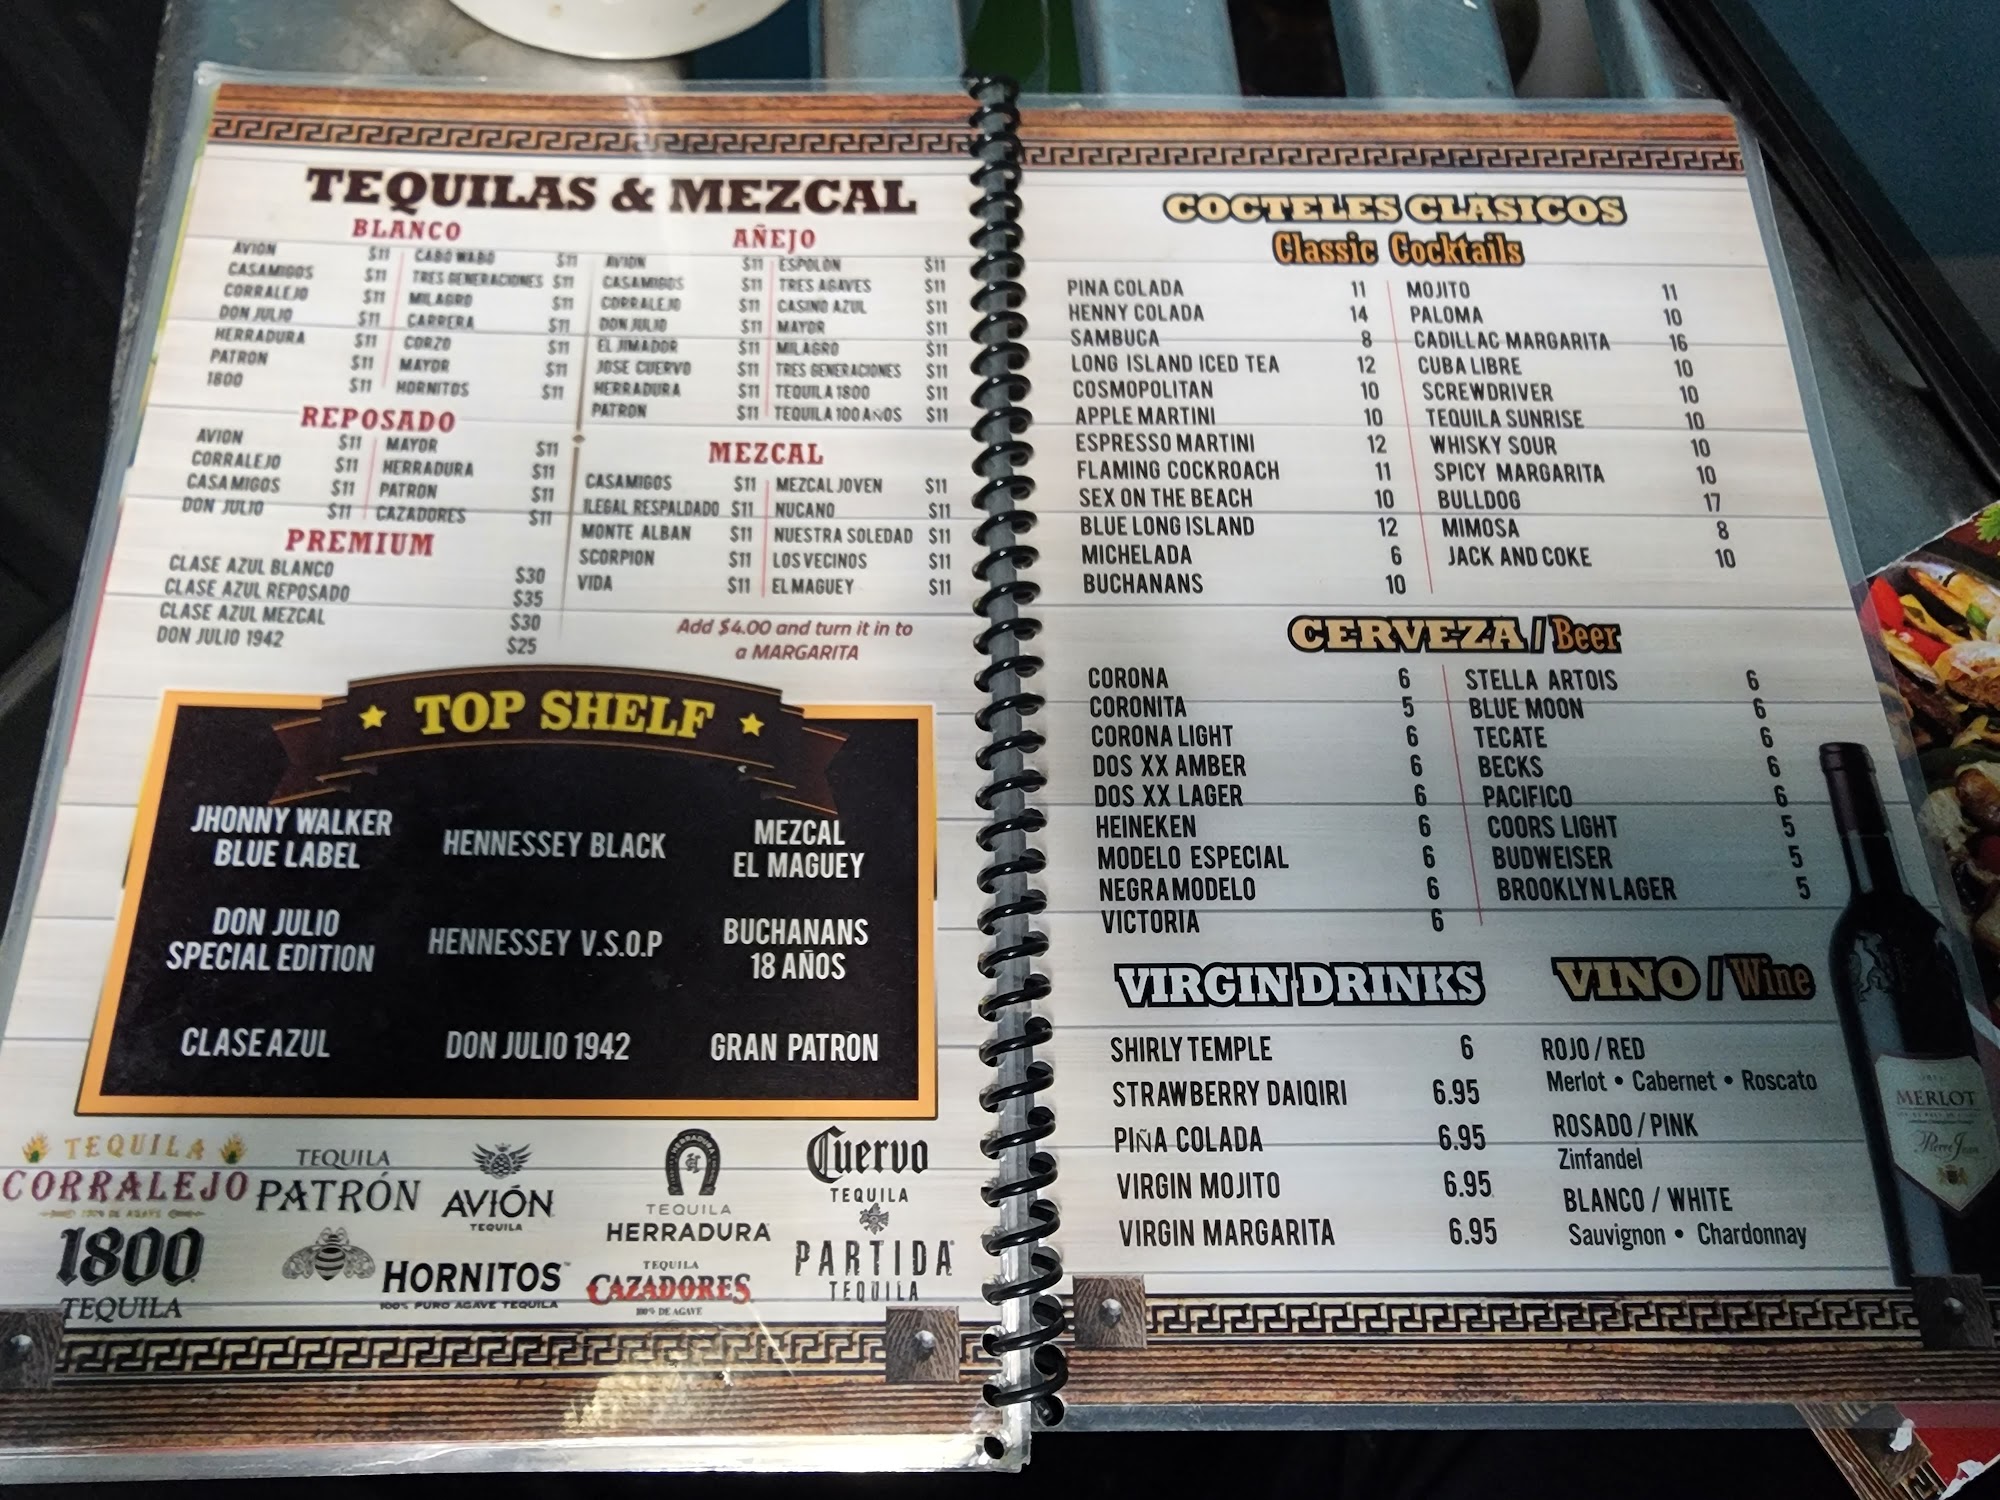 TEQUILAS & MEZCAL
BLANCO
AVION $11
CASAMIGOS $11
CORRALEJO $11
DON JULIO $11
HERRADURA $11
PATRON $11
1800 $11
CABO WABO $11
TRES GENERACIONES $11
MILAGRO $11
CARRERA $11
CORZO $11
MAYOR $11
HORNITOS $11
REPOSADO
AVION $11
CORRALEJO $11
CASAMIGOS $11
DON JULIO $11
MAYOR $11
HERRADURA $11
PATRON $11
CAZADORES $11
PREMIUM
CLASE AZUL BLANCO $30
CLASE AZUL REPOSADO $35
CLASE AZUL MEZCAL $30
DON JULIO 1942 $25
AÑEJO
AVION $11
CASAMIGOS $11
CORRALEJO $11
DON JULIO $11
EL JIMADOR $11
JOSE CUERVO $11
HERRADURA $11
PATRON $11
ESPOLON $11
TRES AGAVES $11
CASINO AZUL $11
MAYOR $11
MILAGRO $11
TRES GENERACIONES $11
TEQUILA 1800 $11
TEQUILA 100 AÑOS $11
MEZCAL
CASAMIGOS $11
ILEGAL RESPALDADO $11
MONTE ALBAN $11
SCORPION $11
VIDA $11
MEZCAL JOVEN $11
NUCANO $11
NUESTRA SOLEDAD $11
LOS VECINOS $11
EL MAGUEY $11
Add $4.00 and turn it in to
a MARGARITA
TOP SHELF
JHONNY WALKER
BLUE LABEL
HENNESSEY BLACK
MEZCAL
EL MAGUEY
DON JULIO
SPECIAL EDITION
HENNESSEY V.S.O.P
BUCHANANS
18 AÑOS
CLASE AZUL
DON JULIO 1942
GRAN PATRON
TEQUILA
CORRALEJO
100% DE AGAVE
TEQUILA
PATRÓN
AVIÓN
TEQUILA
HERRADURA
TEQUILA
HERRADURA
Cuervo
TEQUILA
1800
TEQUILA
HORNITOS™
100% PURO AGAVE TEQUILA
TEQUILA
CAZADORES
100% DE AGAVE
PARTIDA
TEQUILA
COCTELES CLASICOS
Classic Cocktails
PINA COLADA 11
HENNY COLADA 14
SAMBUCA 8
LONG ISLAND ICED TEA 12
COSMOPOLITAN 10
APPLE MARTINI 10
ESPRESSO MARTINI 12
FLAMING COCKROACH 11
SEX ON THE BEACH 10
BLUE LONG ISLAND 12
MICHELADA 6
BUCHANANS 10
MOJITO 11
PALOMA 10
CADILLAC MARGARITA 16
CUBA LIBRE 10
SCREWDRIVER 10
TEQUILA SUNRISE 10
WHISKY SOUR 10
SPICY MARGARITA 10
BULLDOG 17
MIMOSA 8
JACK AND COKE 10
CERVEZA / Beer
CORONA 6
CORONITA 5
CORONA LIGHT 6
DOS XX AMBER 6
DOS XX LAGER 6
HEINEKEN 6
MODELO ESPECIAL 6
NEGRA MODELO 6
VICTORIA 6
STELLA ARTOIS 6
BLUE MOON 6
TECATE 6
BECKS 6
PACIFICO 6
COORS LIGHT 5
BUDWEISER 5
BROOKLYN LAGER 5
VIRGIN DRINKS
SHIRLY TEMPLE 6
STRAWBERRY DAIQIRI 6.95
PIÑA COLADA 6.95
VIRGIN MOJITO 6.95
VIRGIN MARGARITA 6.95
VINO / Wine
ROJO / RED
Merlot • Cabernet • Roscato
ROSADO / PINK
Zinfandel
BLANCO / WHITE
Sauvignon • Chardonnay
MERLOT